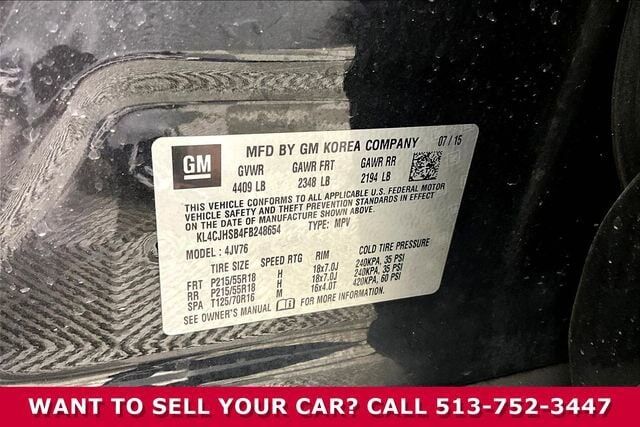 GM
MFD BY GM KOREA COMPANY 07/15
GVWR GAWR FRT GAWR RR
4409 LB 2348 LB 2194 LB
THIS VEHICLE CONFORMS TO ALL APPLICABLE U.S. FEDERAL MOTOR
VEHICLE SAFETY AND THEFT PREVENTION STANDARDS IN EFFECT
ON THE DATE OF MANUFACTURE SHOWN ABOVE.
KL4CJHSB4FB248654 TYPE: MPV
MODEL: 4JV76
TIRE SIZE SPEED RTG RIM COLD TIRE PRESSURE
FRT P215/55R18 H 18x7.0J 240KPA, 35 PSI
RR P215/55R18 H 18x7.0J 240KPA, 35 PSI
SPA T125/70R16 M 16x4.0T 420KPA, 60 PSI
SEE OWNER'S MANUAL FOR MORE INFORMATION.
WANT TO SELL YOUR CAR? CALL 513-752-3447